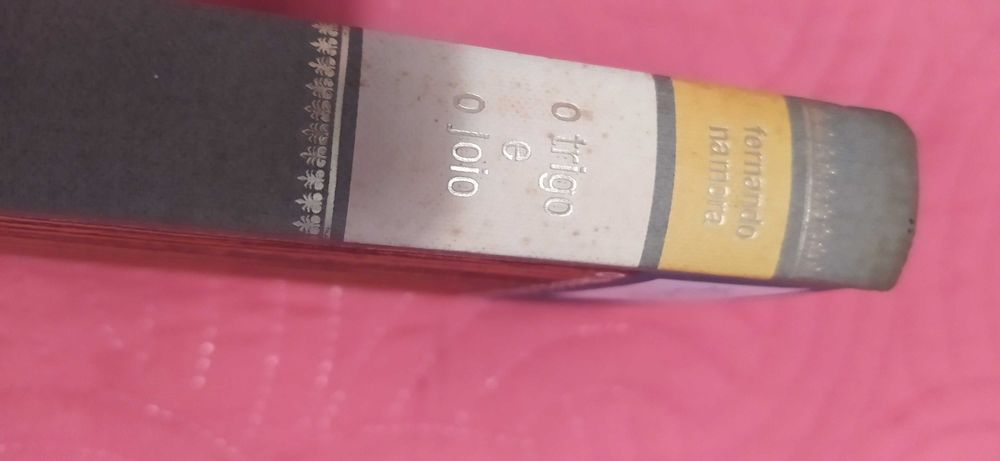 fernando
namora
o trigo
e
o joio